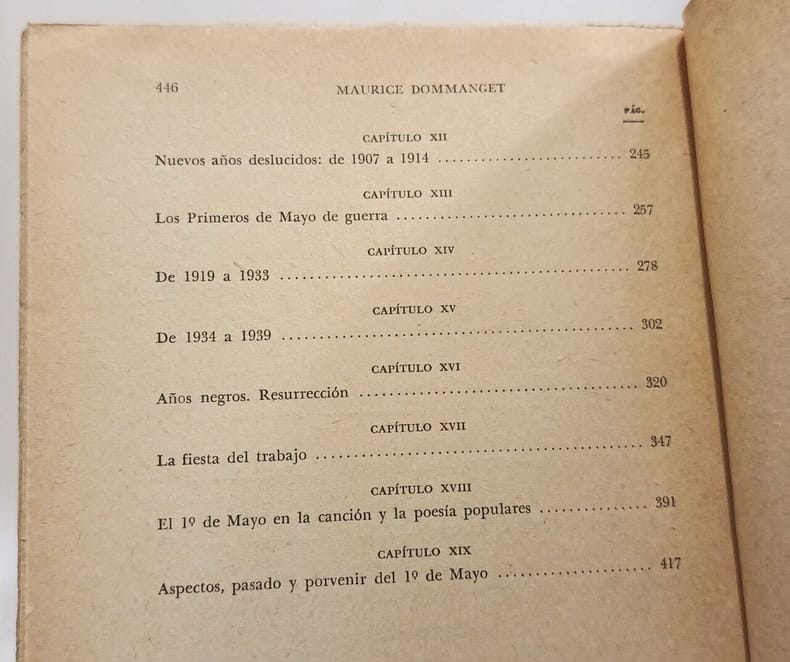 446 MAURICE DOMMANGET
PÁG.
CAPÍTULO XII
Nuevos años deslucidos: de 1907 a 1914 ........................ 245
CAPÍTULO XIII
Los Primeros de Mayo de guerra ............................... 257
CAPÍTULO XIV
De 1919 a 1933 ............................................... 278
CAPÍTULO XV
De 1934 a 1939 ............................................... 302
CAPÍTULO XVI
Años negros. Resurrección ..................................... 320
CAPÍTULO XVII
La fiesta del trabajo ............................................ 347
CAPÍTULO XVIII
El 1º de Mayo en la canción y la poesía populares ............... 391
CAPÍTULO XIX
Aspectos, pasado y porvenir del 1º de Mayo ..................... 417